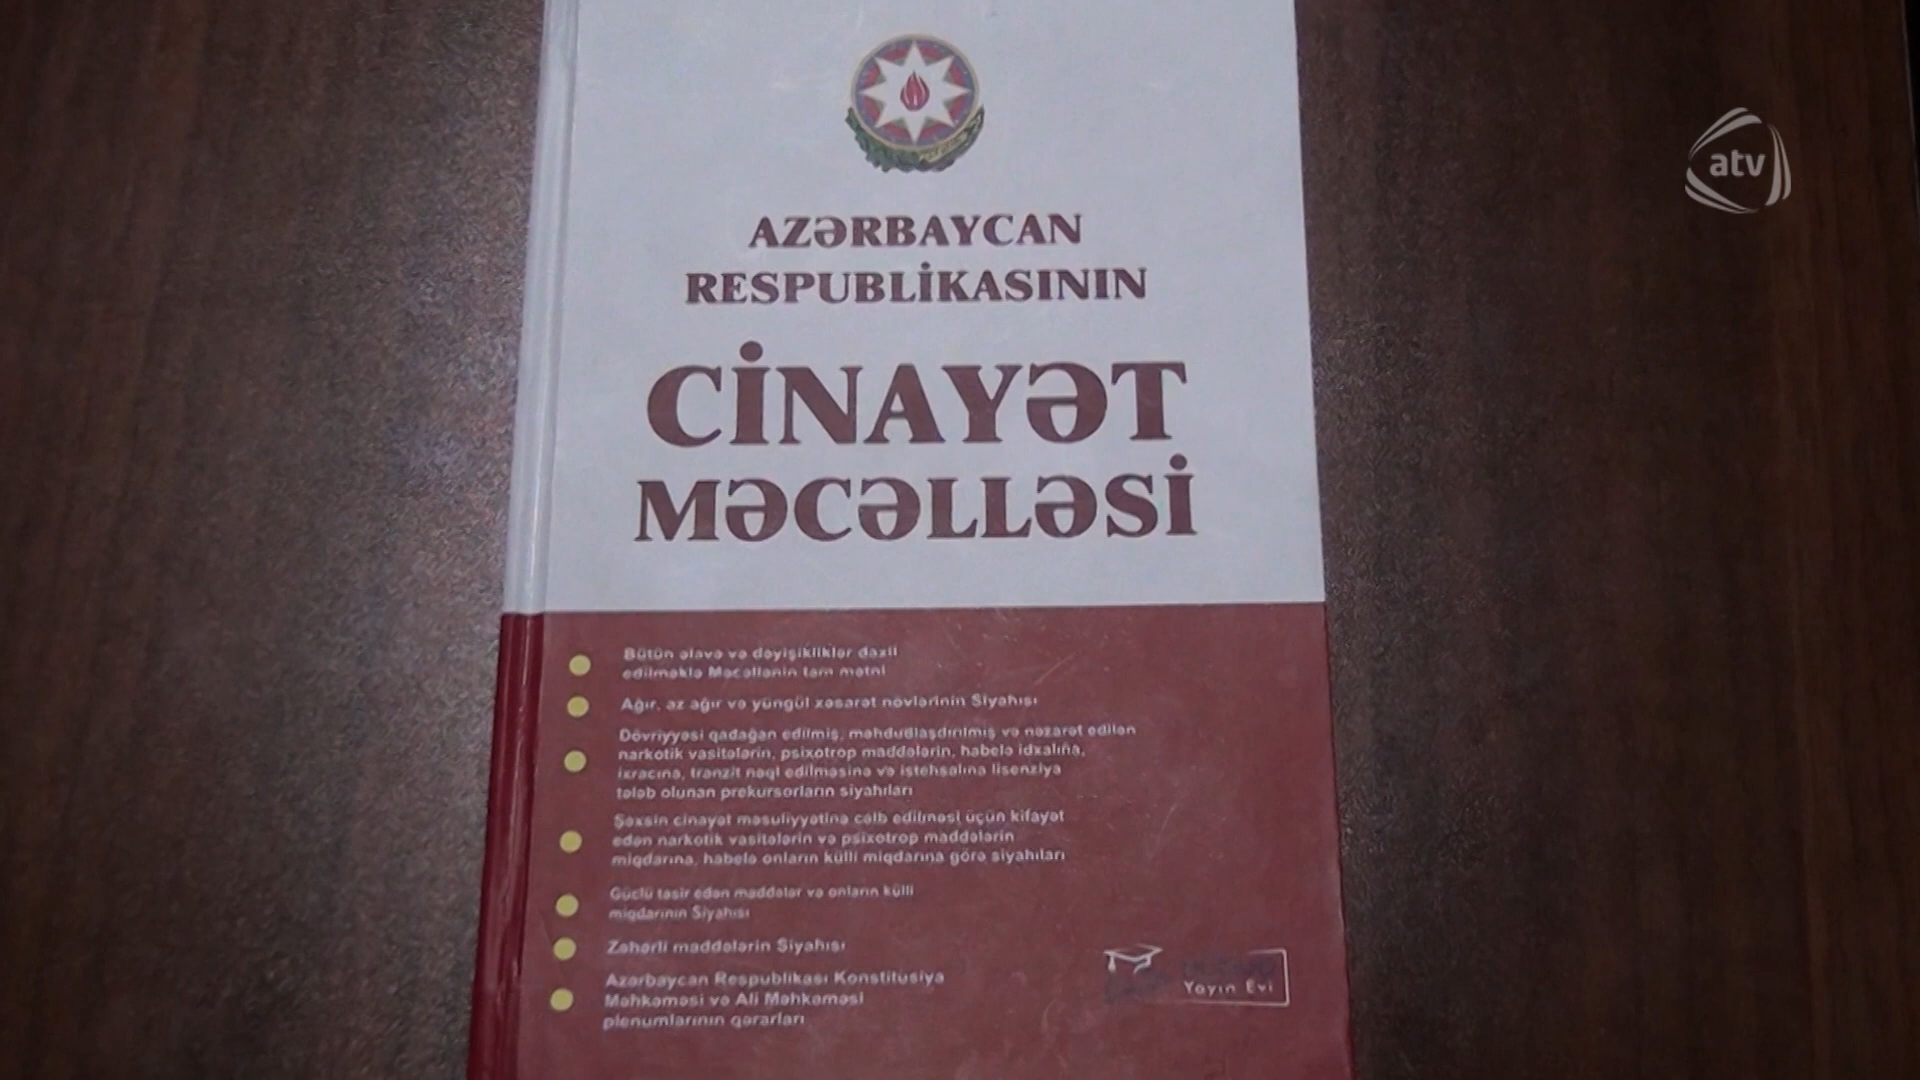 atv
AZƏRBAYCAN
RESPUBLİKASININ
CİNAYƏT
MƏCƏLLƏSİ
Bütün əlavə və dəyişikliklər daxil
edilməklə Məcəllənin tam mətni
Ağır, az ağır və yüngül xəsarət növlərinin Siyahısı
Dövriyyəsi qadağan edilmiş, məhdudlaşdırılmış və nəzarət edilən
narkotik vasitələrin, psixotrop maddələrin, habelə idxalına,
ixracına, tranzit nəql edilməsinə və istehsalına lisenziya
tələb olunan prekursorların siyahıları
Şəxsin cinayət məsuliyyətinə cəlb edilməsi üçün kifayət
edən narkotik vasitələrin və psixotrop maddələrin
miqdarına, habelə onların külli miqdarına görə siyahıları
Güclü təsir edən maddələr və onların külli
miqdarının Siyahısı
Zəhərli maddələrin Siyahısı
Azərbaycan Respublikası Konstitusiya
Məhkəməsi və Ali Məhkəməsi
plenumlarının qərarları
Yayın Evi